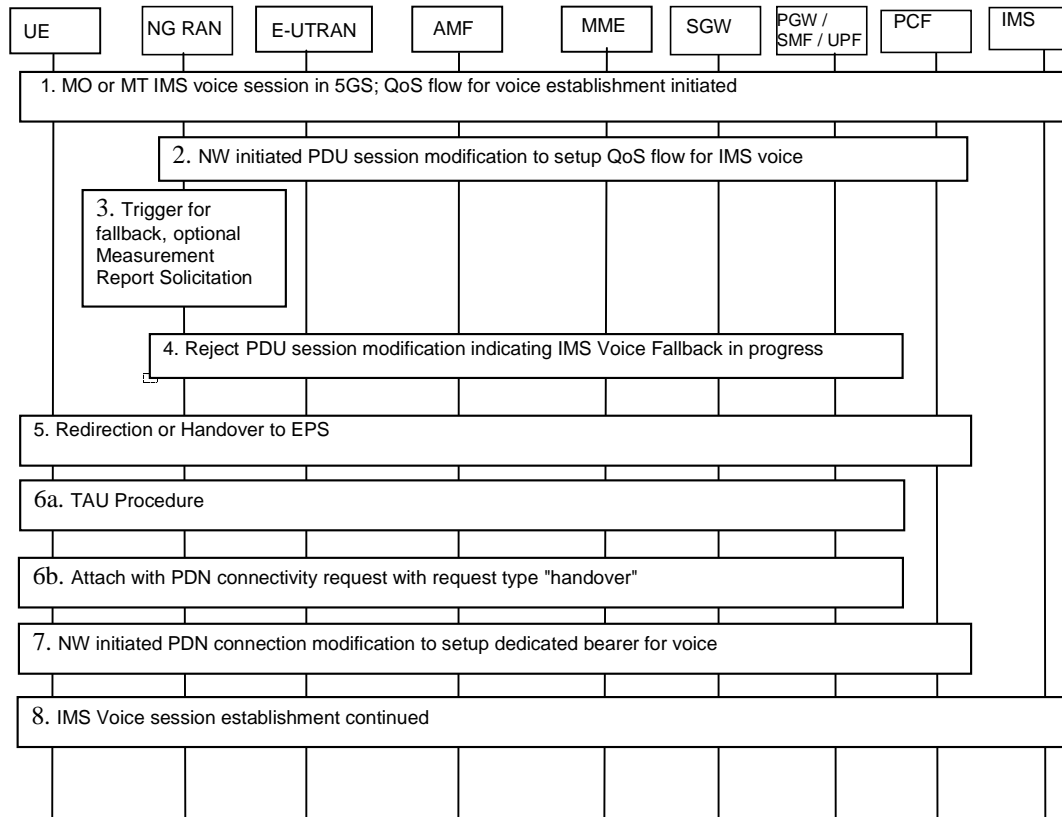 UE
NG RAN
E-UTRAN
AMF
MME
SGW
PGW /
SMF / UPF
PCF
IMS
1. MO or MT IMS voice session in 5GS; QoS flow for voice establishment initiated
2. NW initiated PDU session modification to setup QoS flow for IMS voice
3. Trigger for
fallback, optional
Measurement
Report Solicitation
4. Reject PDU session modification indicating IMS Voice Fallback in progress
5. Redirection or Handover to EPS
6a. TAU Procedure
6b. Attach with PDN connectivity request with request type "handover"
7. NW initiated PDN connection modification to setup dedicated bearer for voice
8. IMS Voice session establishment continued